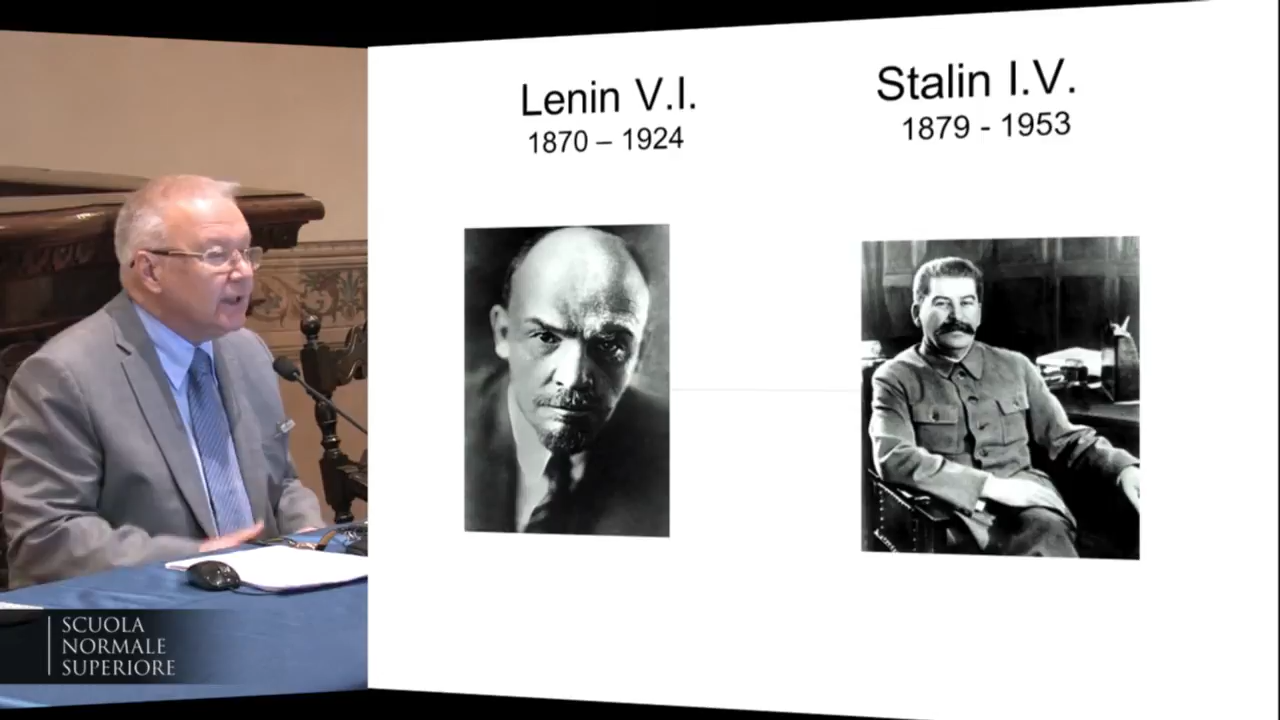 Lenin V.I.
1870 – 1924
Stalin I.V.
1879 - 1953
SCUOLA
NORMALE
SUPERIORE